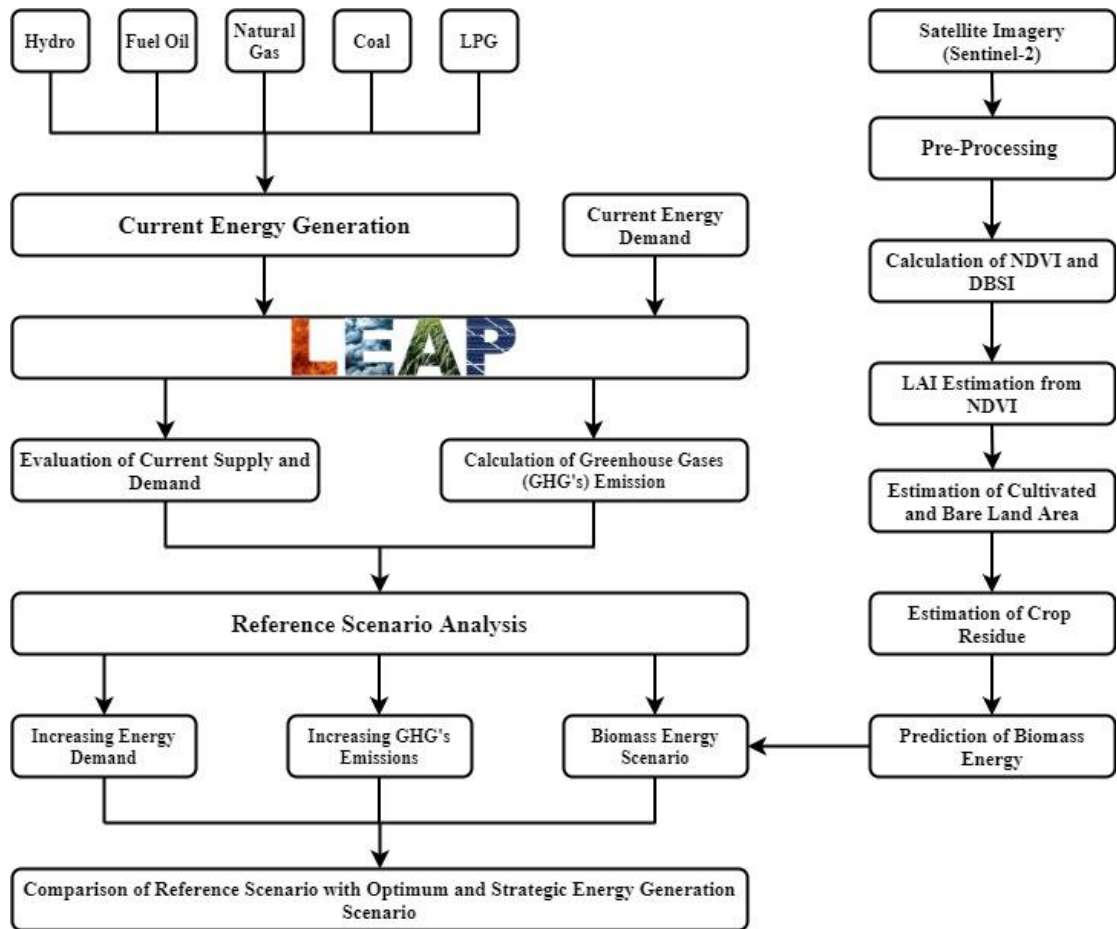 Hydro
Fuel Oil
Natural
Gas
Coal
LPG
Current Energy Generation
Current Energy
Demand
LEAP
Evaluation of Current Supply and
Demand
Calculation of Greenhouse Gases
(GHG's) Emission
Reference Scenario Analysis
Increasing Energy
Demand
Increasing GHG's
Emissions
Biomass Energy
Scenario
Comparison of Reference Scenario with Optimum and Strategic Energy Generation
Scenario
Satellite Imagery
(Sentinel-2)
Pre-Processing
Calculation of NDVI and
DBSI
LAI Estimation from
NDVI
Estimation of Cultivated
and Bare Land Area
Estimation of Crop
Residue
Prediction of Biomass
Energy